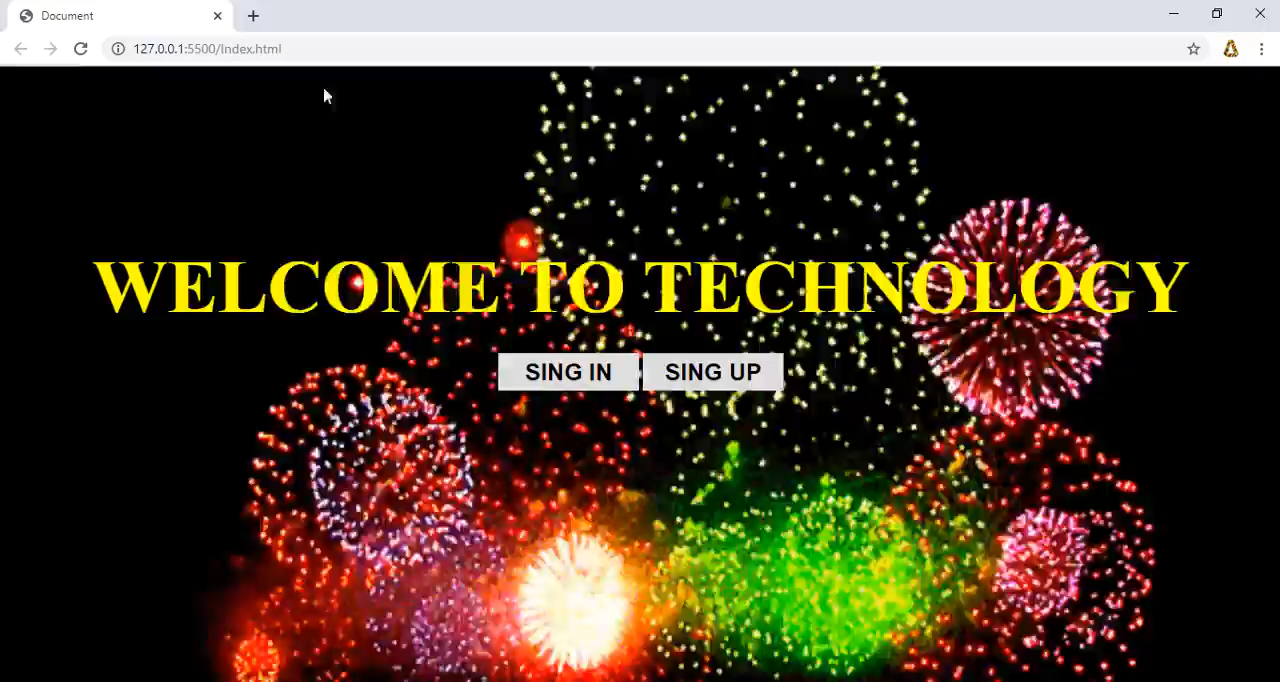 Document
127.0.0.1:5500/Index.html
WELCOME TO TECHNOLOGY
SING IN SING UP